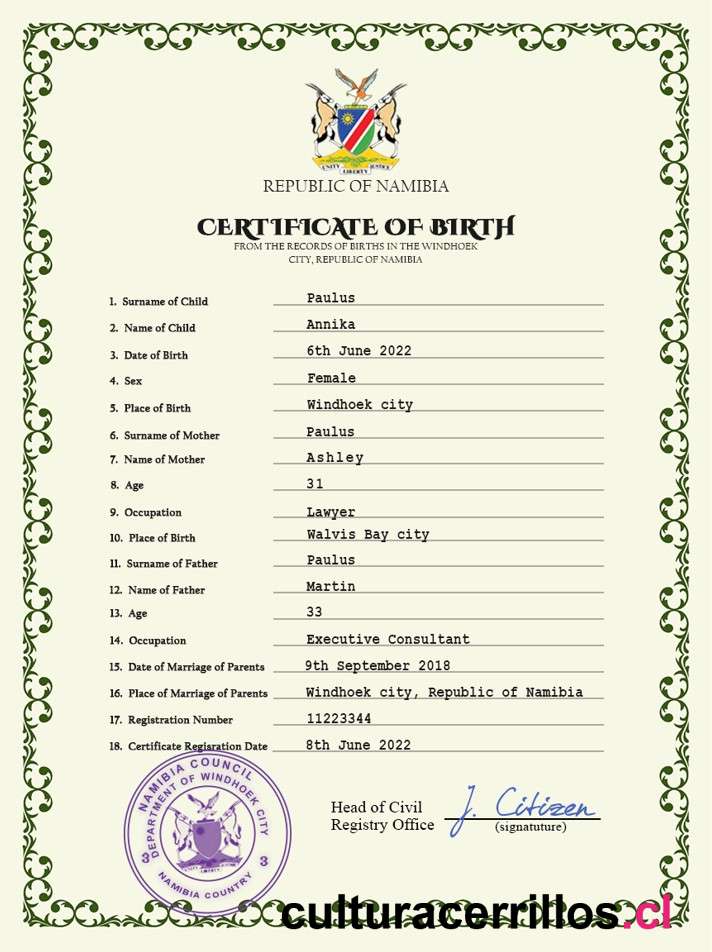 UNITY LIBERTY JUSTICE
REPUBLIC OF NAMIBIA
CERTIFICATE OF BIRTH
FROM THE RECORDS OF BIRTHS IN THE WINDHOEK
CITY, REPUBLIC OF NAMIBIA
1. Surname of Child Paulus
2. Name of Child Annika
3. Date of Birth 6th June 2022
4. Sex Female
5. Place of Birth Windhoek city
6. Surname of Mother Paulus
7. Name of Mother Ashley
8. Age 31
9. Occupation Lawyer
10. Place of Birth Walvis Bay city
11. Surname of Father Paulus
12. Name of Father Martin
13. Age 33
14. Occupation Executive Consultant
15. Date of Marriage of Parents 9th September 2018
16. Place of Marriage of Parents Windhoek city, Republic of Namibia
17. Registration Number 11223344
18. Certificate Regisration Date 8th June 2022
NAMIBIA COUNCIL
DEPARTMENT OF WINDHOEK CITY
3 3
NAMIBIA COUNTRY
Head of Civil
Registry Office
J. Citizen
(signatuture)
culturacerrillos.cl